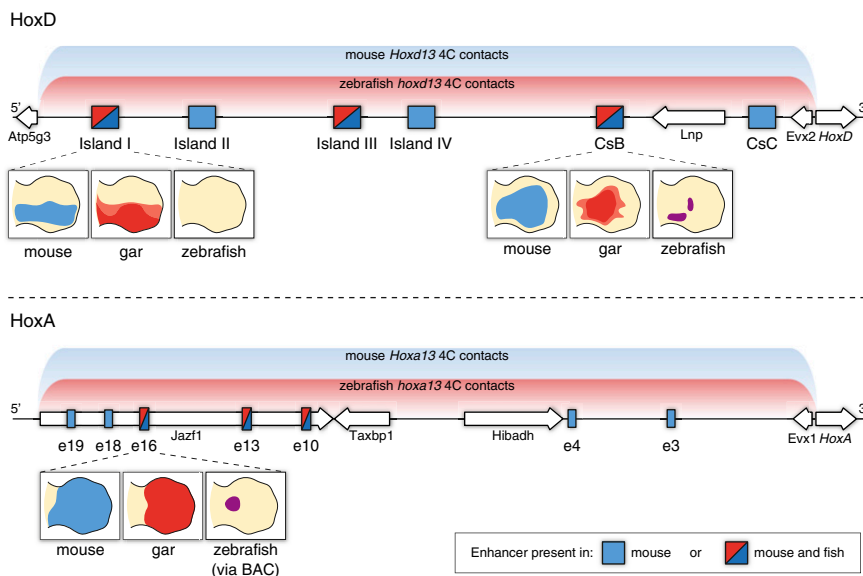 HoxD
mouse Hoxd13 4C contacts
zebrafish hoxd13 4C contacts
5'
3'
Atp5g3
Island I
Island II
Island III
Island IV
CsB
Lnp
CsC
Evx2 HoxD
mouse
gar
zebrafish
mouse
gar
zebrafish
HoxA
mouse Hoxa13 4C contacts
zebrafish hoxa13 4C contacts
5'
3'
e19
e18
e16
Jazf1
e13
e10
Taxbp1
Hibadh
e4
e3
Evx1 HoxA
mouse
gar
zebrafish
(via BAC)
Enhancer present in: mouse or mouse and fish